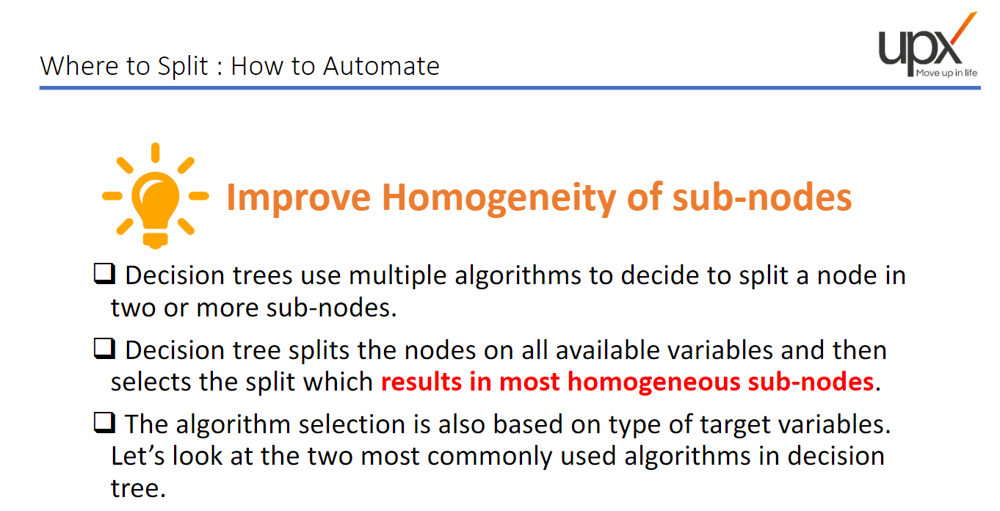 upx
Move up in life
Where to Split : How to Automate
Improve Homogeneity of sub-nodes
❑ Decision trees use multiple algorithms to decide to split a node in
two or more sub-nodes.
❑ Decision tree splits the nodes on all available variables and then
selects the split which results in most homogeneous sub-nodes.
❑ The algorithm selection is also based on type of target variables.
Let’s look at the two most commonly used algorithms in decision
tree.